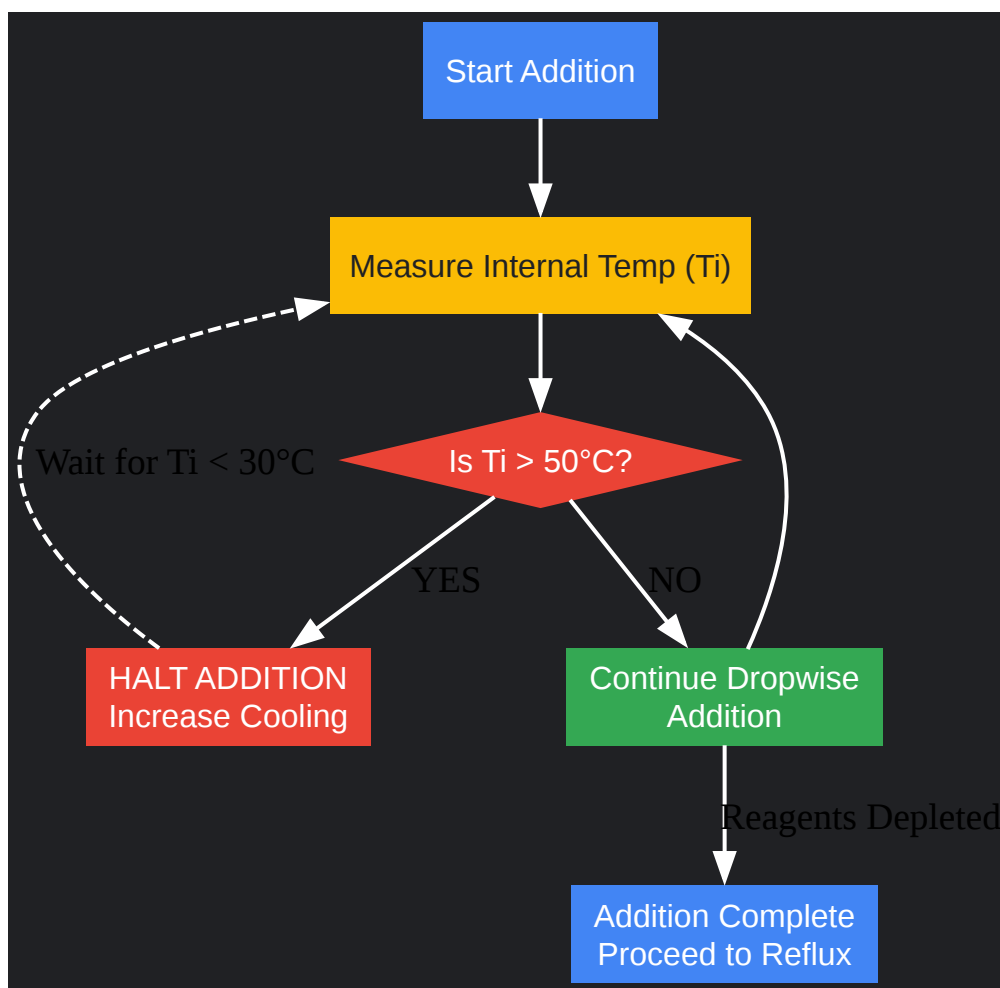 Start Addition
Measure Internal Temp (Ti)
Wait for Ti < 30°C
Is Ti > 50°C?
YES
NO
HALT ADDITION
Increase Cooling
Continue Dropwise
Addition
Reagents Depleted
Addition Complete
Proceed to Reflux